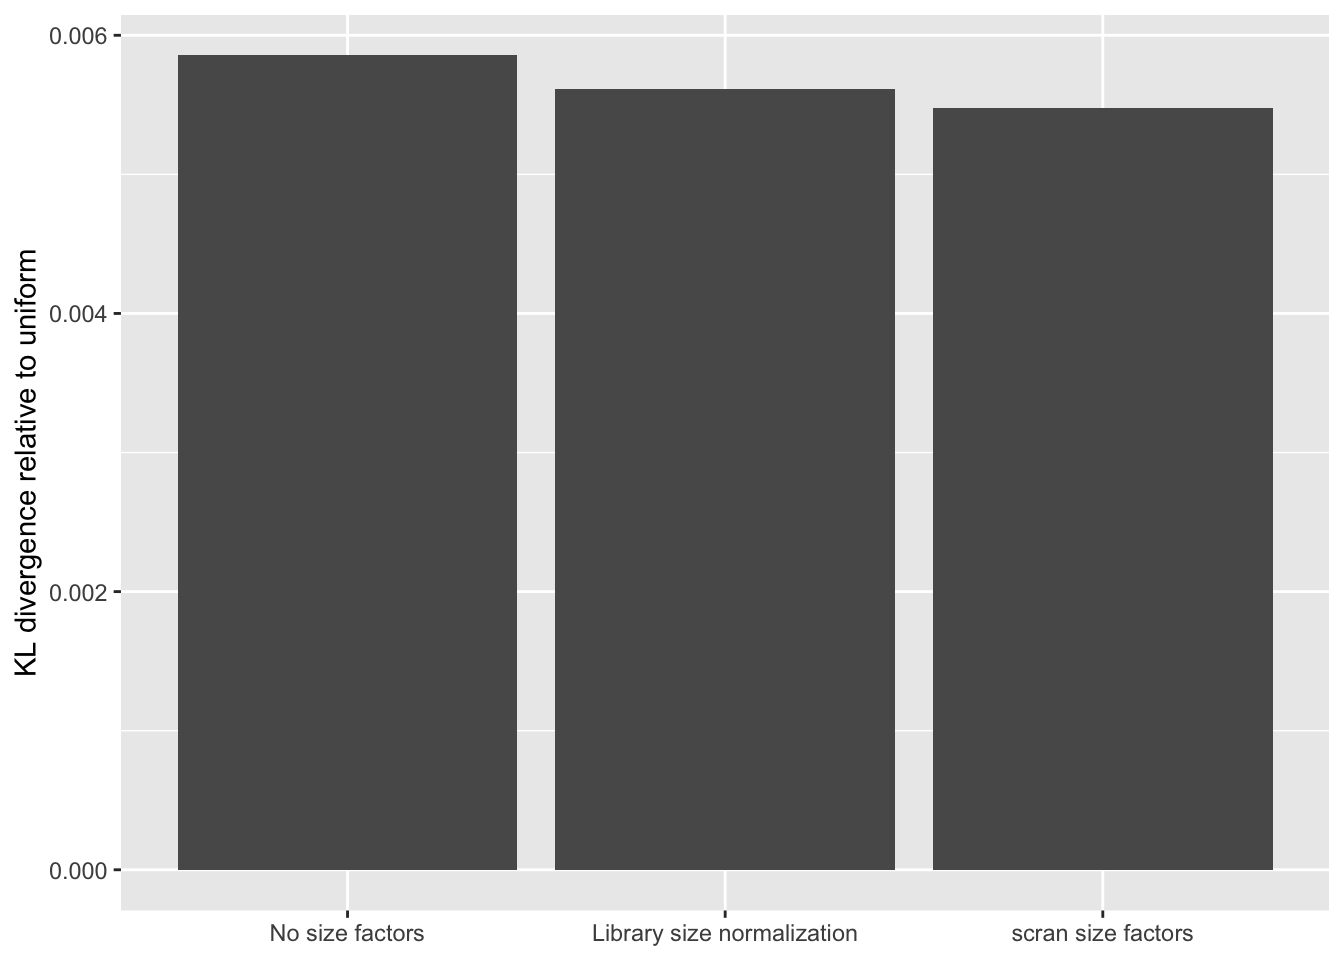 KL divergence relative to uniform
0.006
0.004
0.002
0.000
No size factors
Library size normalization
scran size factors